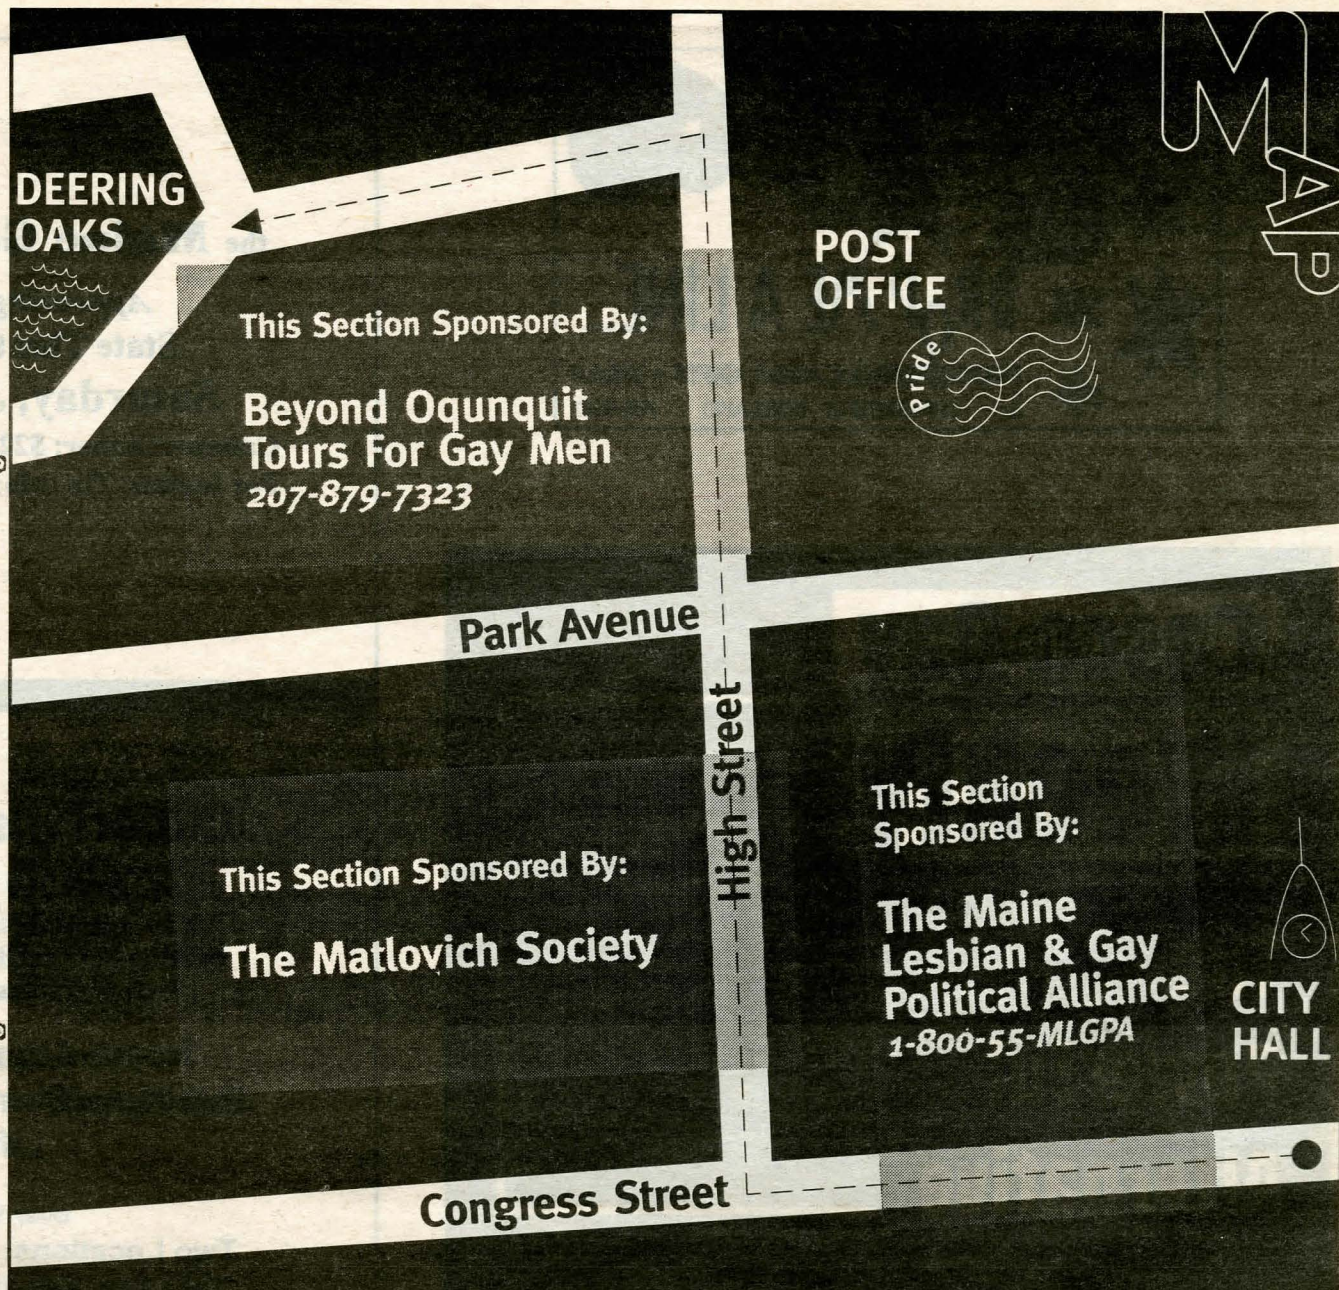 MAP
DEERING
OAKS
POST
OFFICE
Pride
This Section Sponsored By:
Beyond Oqunquit
Tours For Gay Men
207-879-7323
Park Avenue
High Street
This Section
Sponsored By:
The Maine
Lesbian & Gay
Political Alliance
1-800-55-MLGPA
This Section Sponsored By:
The Matlovich Society
CITY
HALL
Congress Street